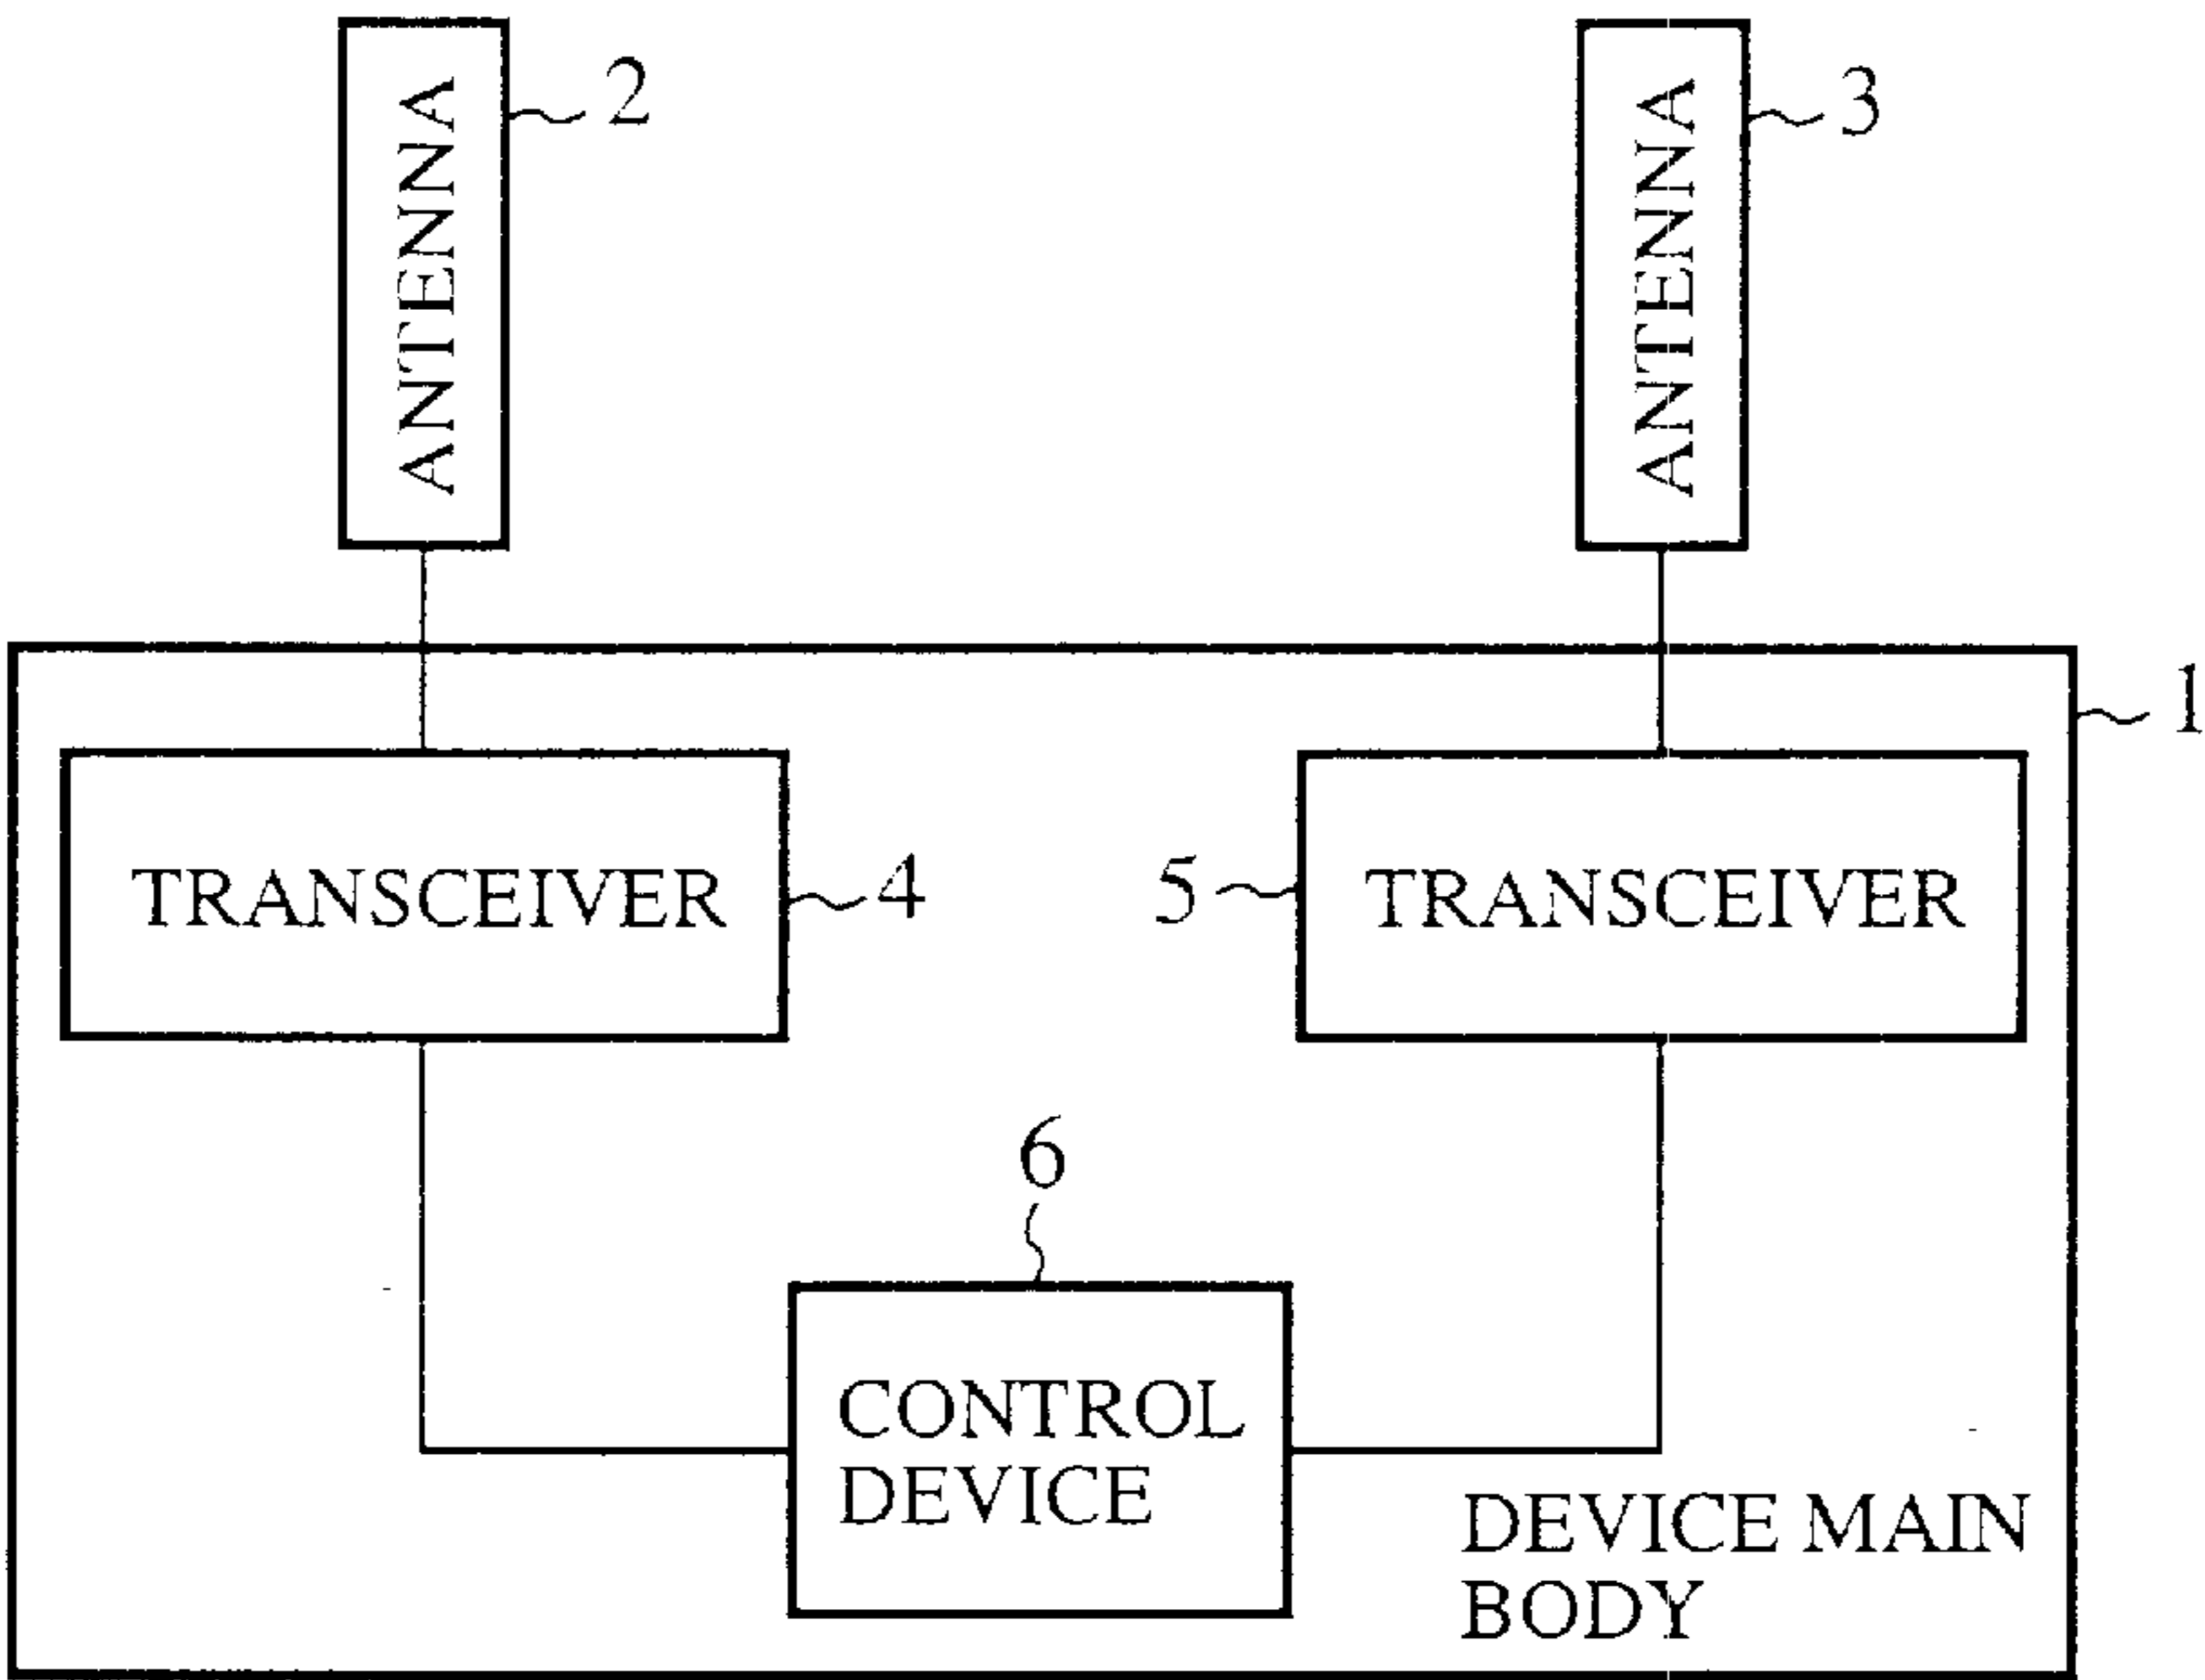 ANTENNA
2
ANTENNA
3
1
TRANSCEIVER
4
5
TRANSCEIVER
6
CONTROL
DEVICE
DEVICE MAIN
BODY